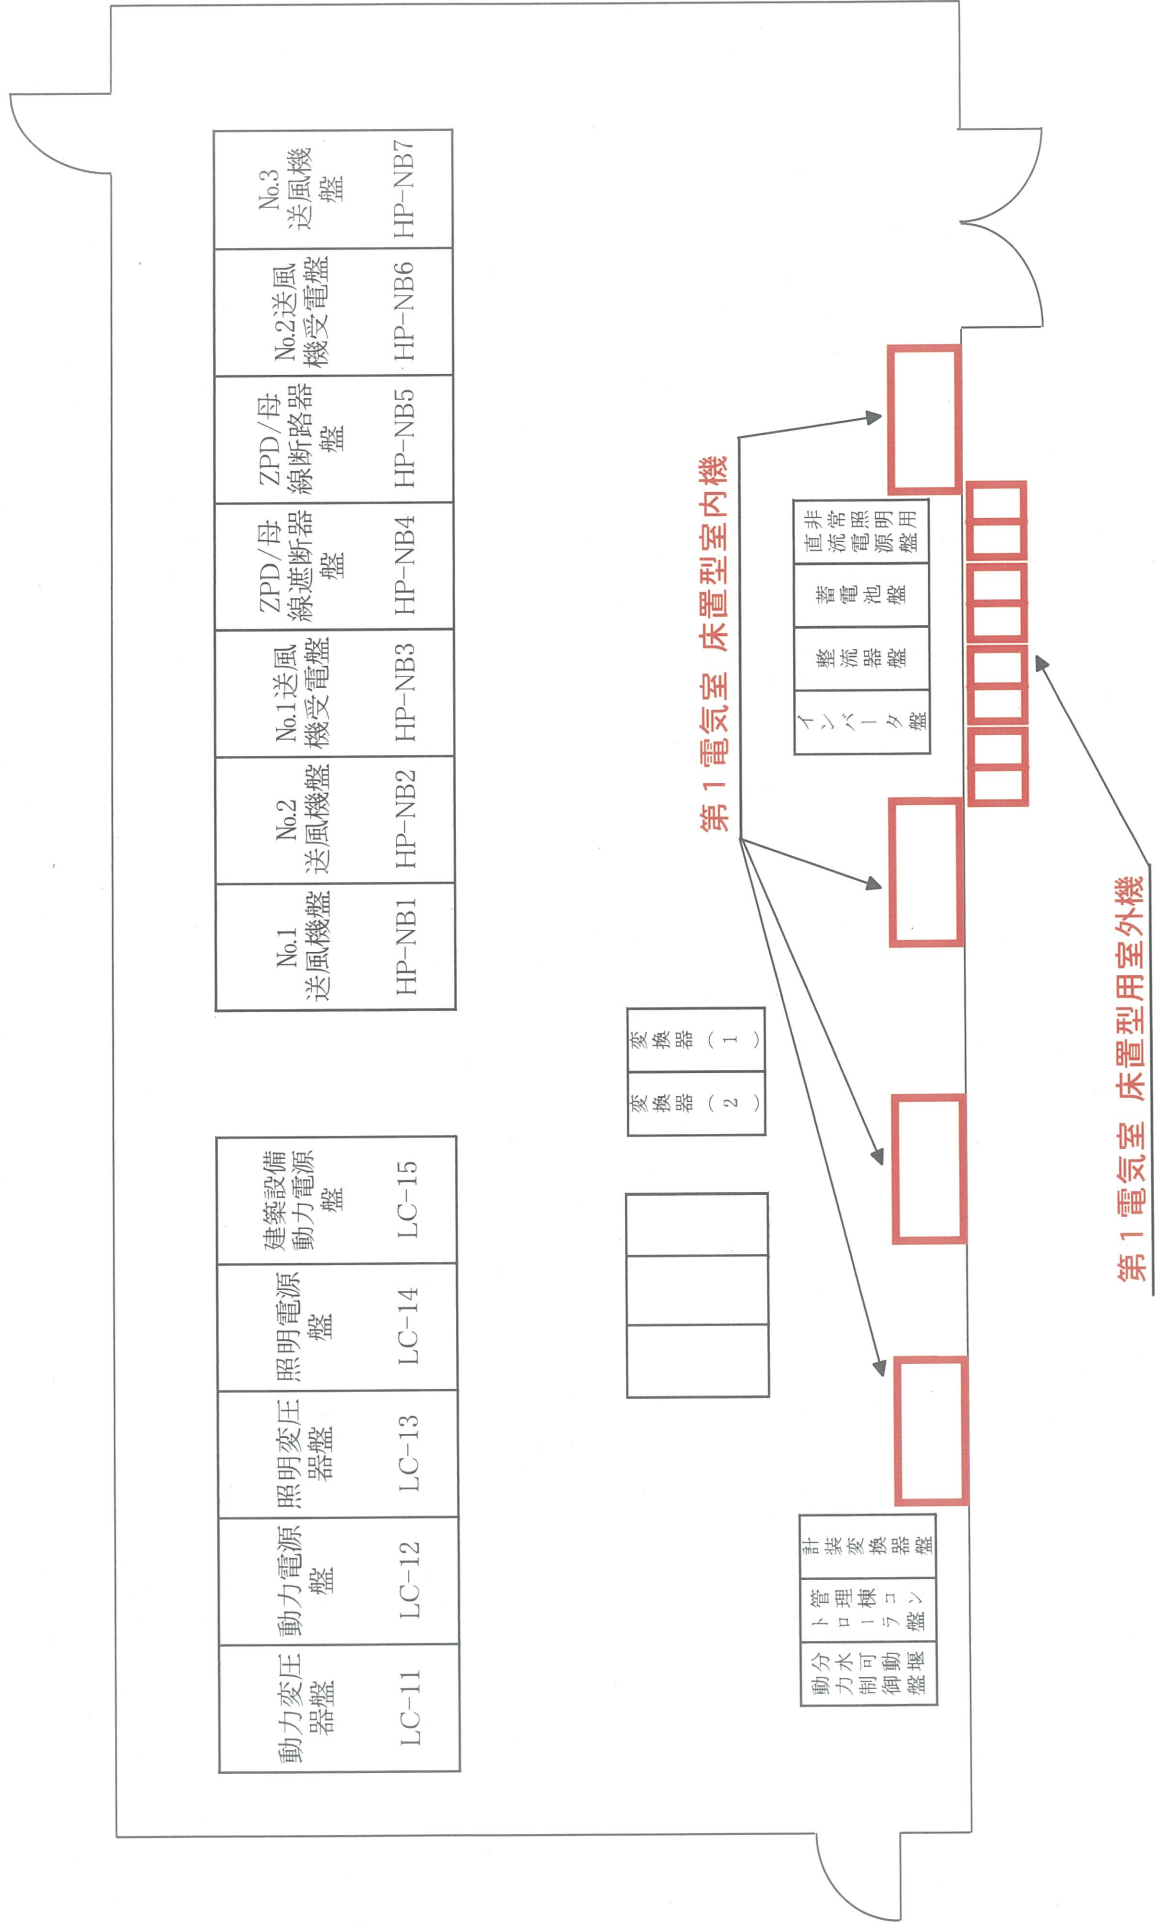 動力変圧
器盤
LC-11
動力電源
盤
LC-12
照明変圧
器盤
LC-13
照明電源
盤
LC-14
建築設備
動力電源
盤
LC-15
No.1
送風機盤
HP-NB1
No.2
送風機盤
HP-NB2
No.1送風
機受電盤
HP-NB3
ZPD/母
線遮断器
盤
HP-NB4
ZPD/母
線断路器
盤
HP-NB5
No.2送風
機受電盤
HP-NB6
No.3
送風機
盤
HP-NB7
変換器(2)
変換器(1)
第1電気室 床置型室内機
分水可動堰
動力制御盤
管理棟コン
トローラ盤
計装変換器盤
インバータ盤
整流器盤
蓄電池盤
非常照明用
直流電源盤
第1電気室 床置型用室外機